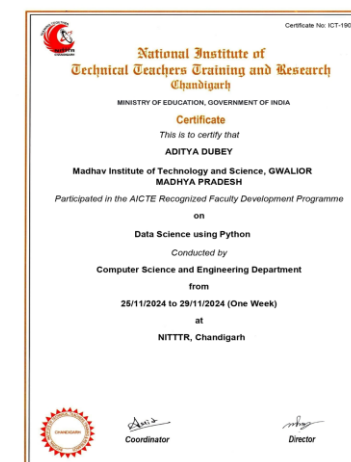 Certificate No: ICT-190
National Institute of
Technical Teachers Training and Research
Chandigarh
MINISTRY OF EDUCATION, GOVERNMENT OF INDIA
Certificate
This is to certify that
ADITYA DUBEY
Madhav Institute of Technology and Science, GWALIOR
MADHYA PRADESH
Participated in the AICTE Recognized Faculty Development Programme
on
Data Science using Python
Conducted by
Computer Science and Engineering Department
from
25/11/2024 to 29/11/2024 (One Week)
at
NITTTR, Chandigarh
CHANDIGARH
Coordinator
Director